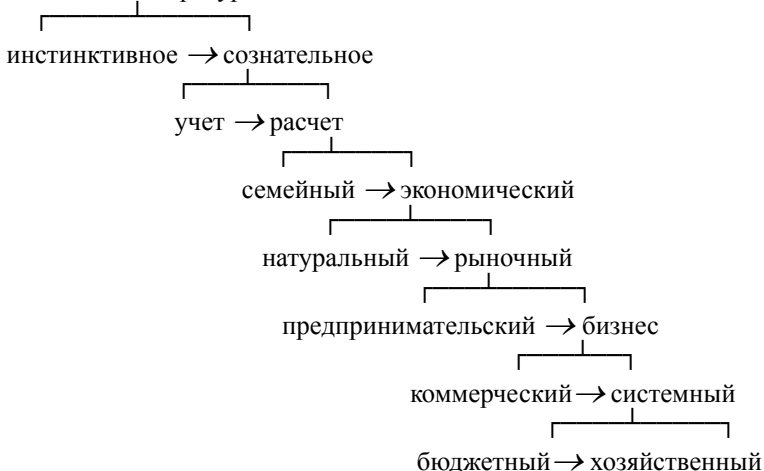 инстинктивное → сознательное
учет → расчет
семейный → экономический
натуральный → рыночный
предпринимательский → бизнес
коммерческий → системный
бюджетный → хозяйственный